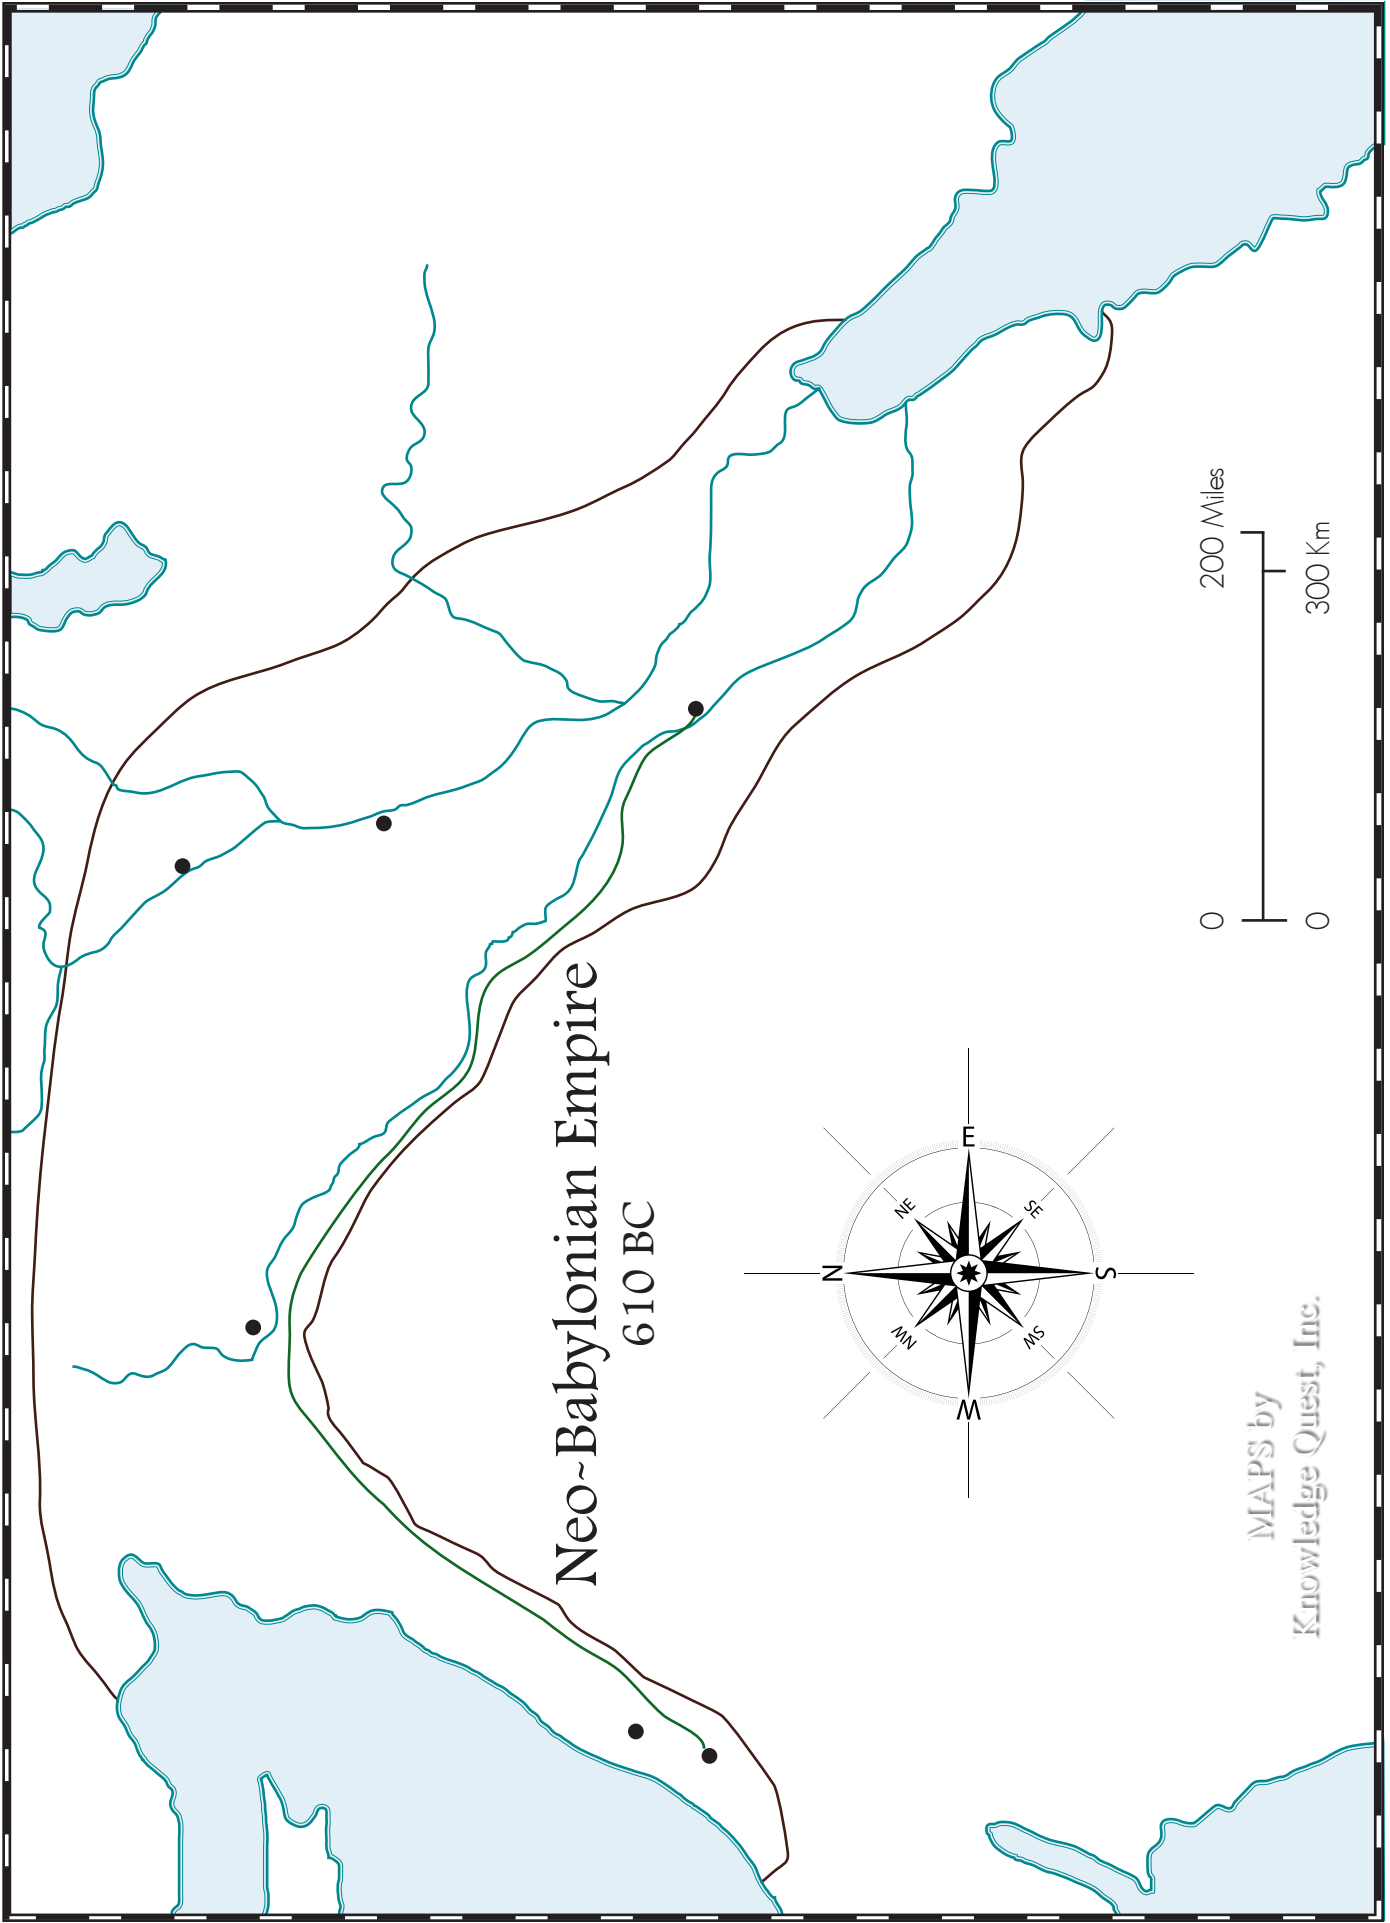 Neo~Babylonian Empire
610 BC
N
NE
E
SE
S
SW
W
NW
0
200 Miles
0
300 Km
MAPS by
Knowledge Quest, Inc.